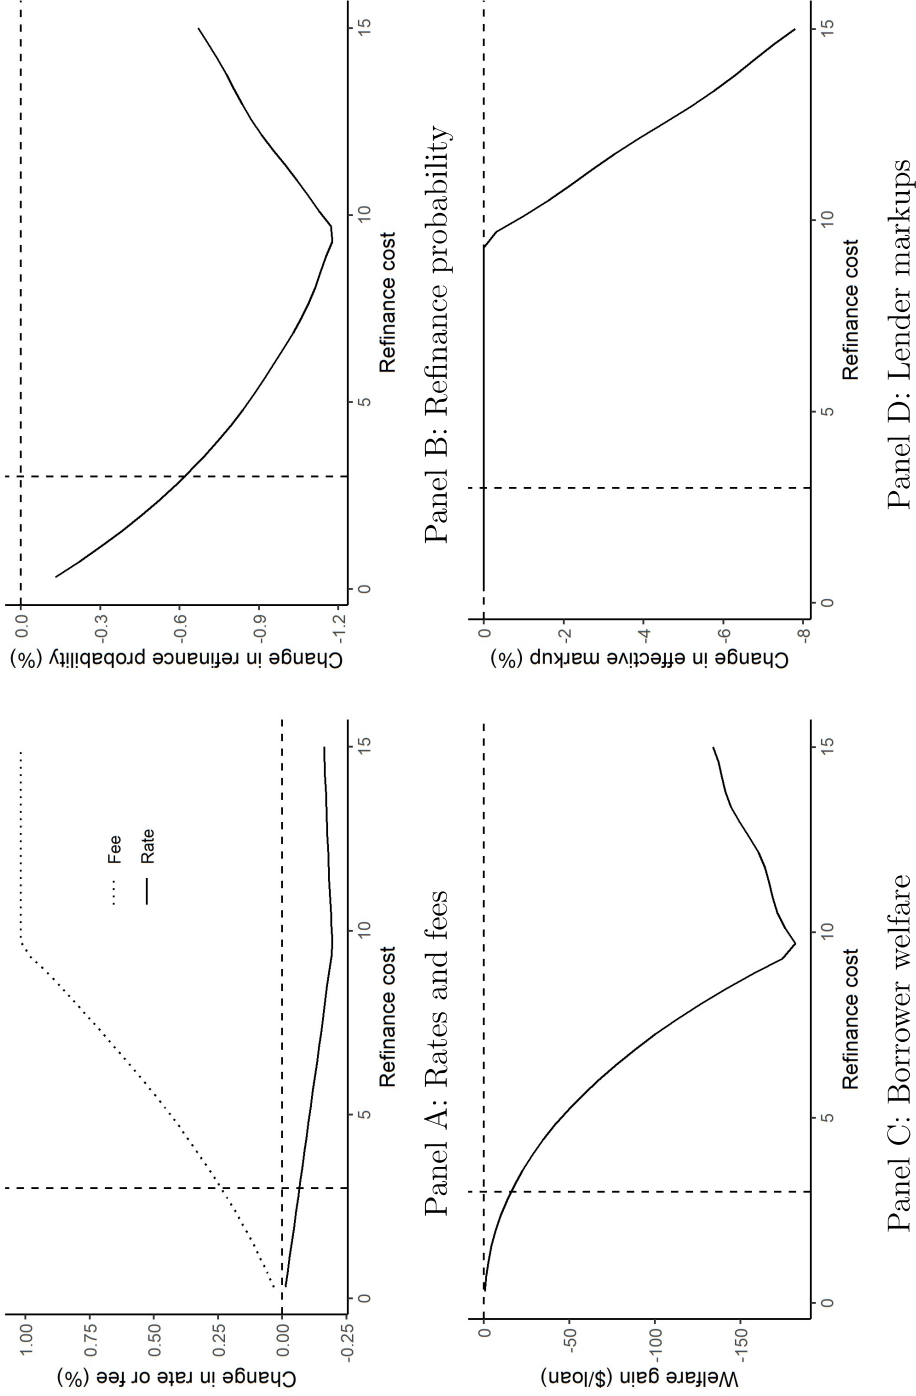 Change in rate or fee (%)
1.00
0.75
0.50
0.25
0.00
-0.25
Fee
Rate
0
5
10
15
Refinance cost
Panel A: Rates and fees
Change in refinance probability (%)
0.0
-0.3
-0.6
-0.9
-1.2
0
5
10
15
Refinance cost
Panel B: Refinance probability
Welfare gain ($/loan)
0
-50
-100
-150
0
5
10
15
Refinance cost
Panel C: Borrower welfare
Change in effective markup (%)
0
-2
-4
-6
-8
0
5
10
15
Refinance cost
Panel D: Lender markups